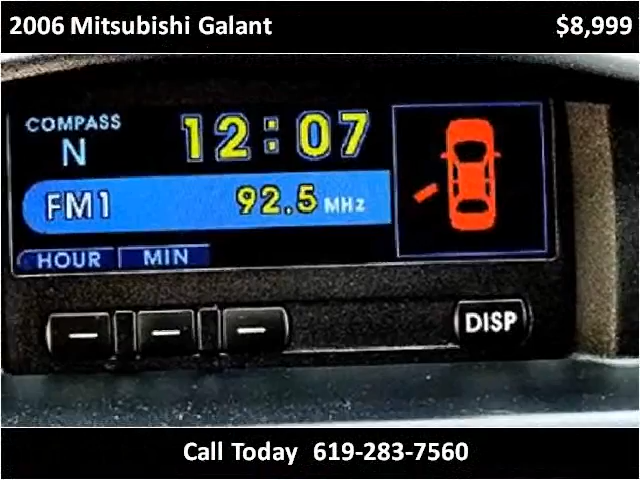 2006 Mitsubishi Galant $8,999
COMPASS 12:07
N
FM1 92.5 MHz
HOUR MIN
DISP
Call Today 619-283-7560